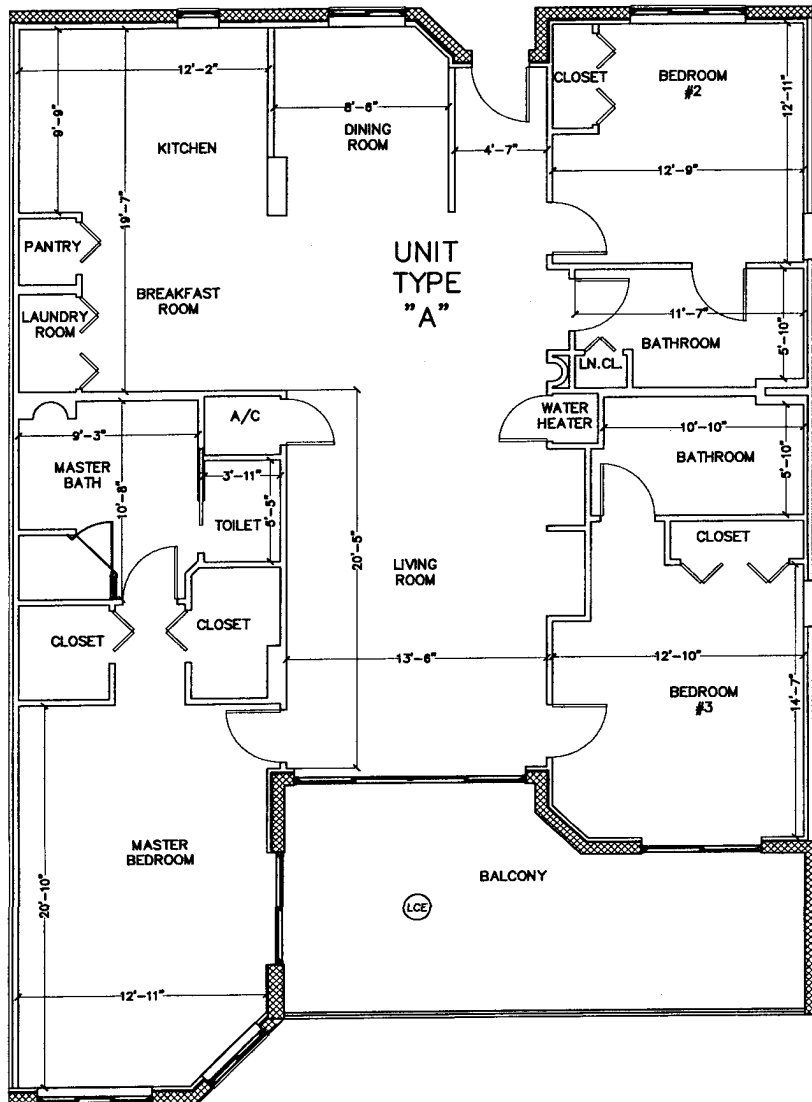 12'-2"
CLOSET
BEDROOM
#2
12'-11"
9'-9"
8'-6"
DINING
ROOM
KITCHEN
4'-7"
12'-9"
19'-7"
PANTRY
UNIT
TYPE
"A"
BREAKFAST
ROOM
LAUNDRY
ROOM
11'-7"
BATHROOM
5'-10"
LN.CL.
A/C
WATER
HEATER
9'-3"
10'-10"
MASTER
BATH
10'-8"
3'-11"
5'-5"
TOILET
BATHROOM
5'-10"
CLOSET
20'-5"
LIVING
ROOM
CLOSET
CLOSET
13'-6"
12'-10"
BEDROOM
#3
14'-7"
MASTER
BEDROOM
BALCONY
LCE
20'-10"
12'-11"